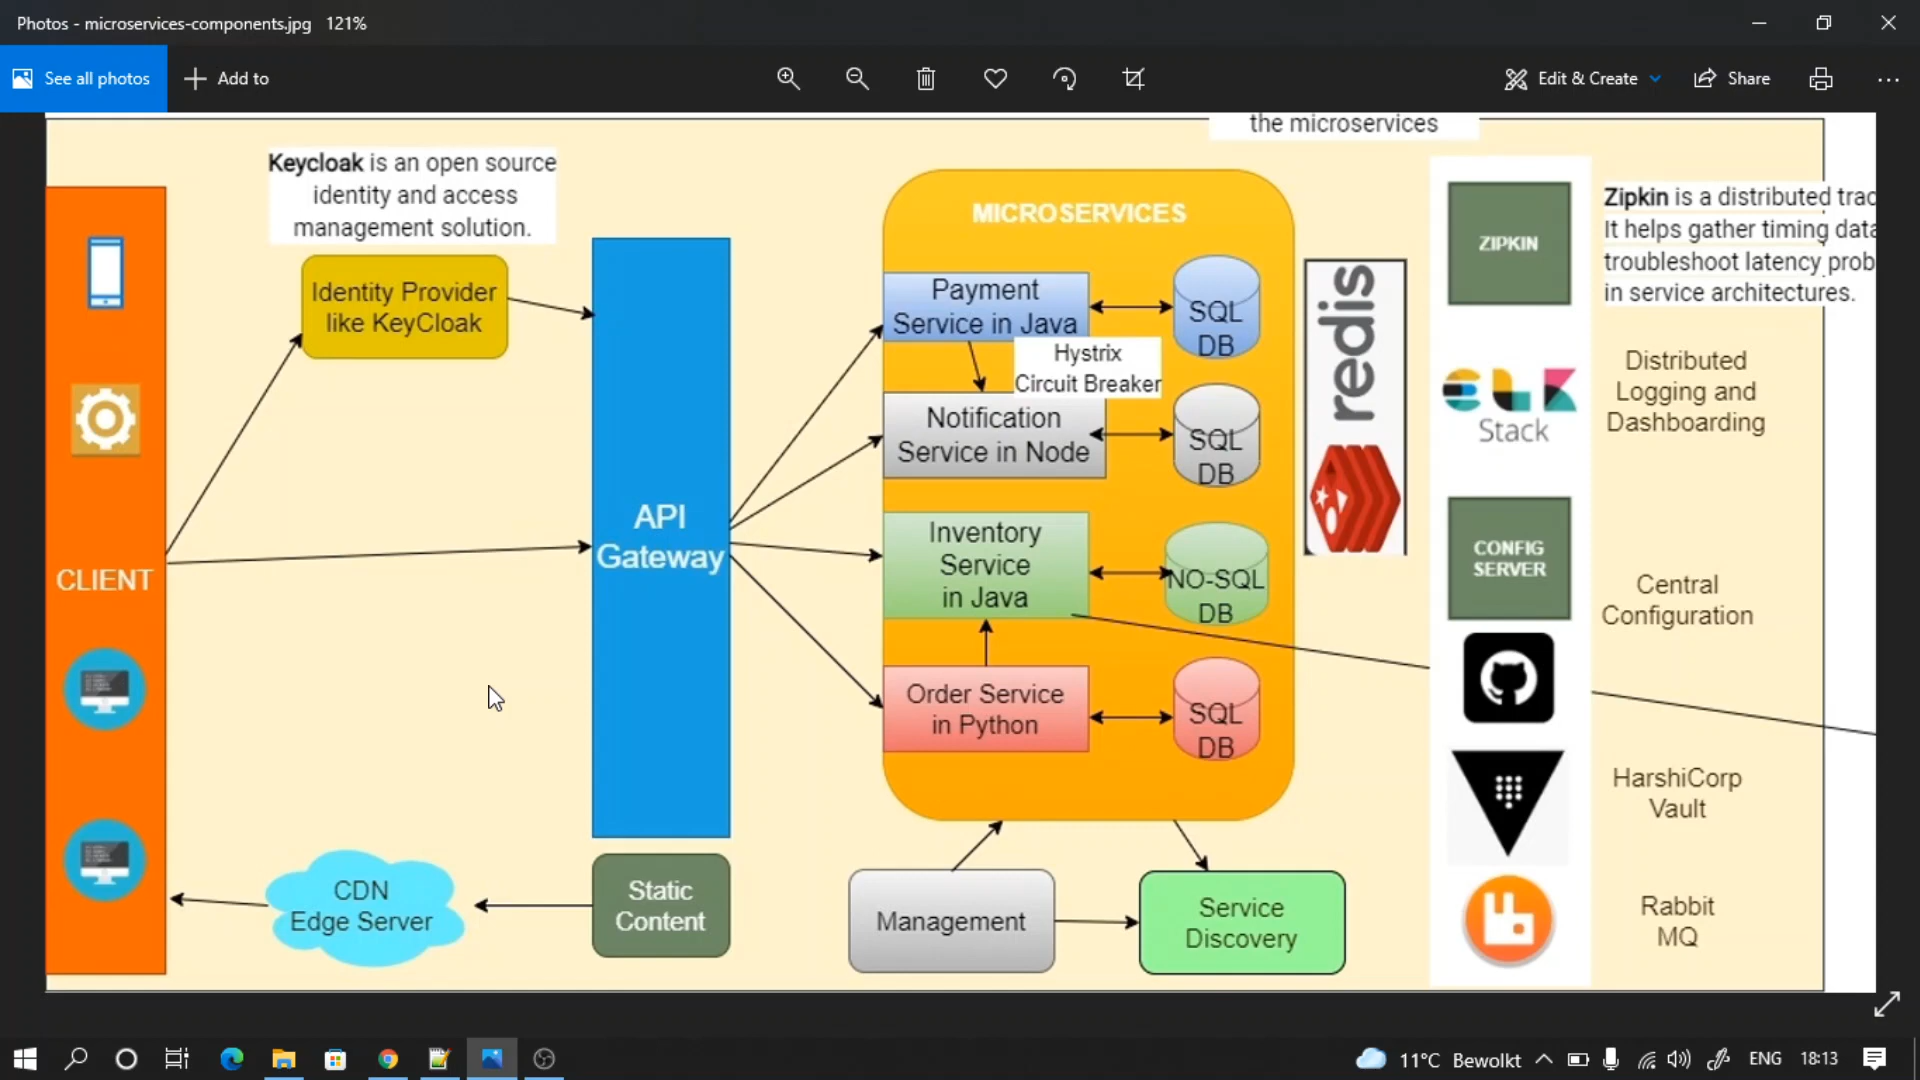 Photos - microservices-components.jpg 121%
See all photos
Add to
Edit & Create
Share
the microservices
Keycloak is an open source
identity and access
management solution.
Identity Provider
like KeyCloak
CLIENT
API
Gateway
CDN
Edge Server
Static
Content
MICROSERVICES
Payment
Service in Java
SQL
DB
Hystrix
Circuit Breaker
Notification
Service in Node
SQL
DB
Inventory
Service
in Java
NO-SQL
DB
Order Service
in Python
SQL
DB
Management
Service
Discovery
redis
ZIPKIN
Zipkin is a distributed trac
It helps gather timing data
troubleshoot latency prob
in service architectures.
ELK
Stack
Distributed
Logging and
Dashboarding
CONFIG
SERVER
Central
Configuration
HarshiCorp
Vault
Rabbit
MQ
11°C Bewolkt
ENG
18:13